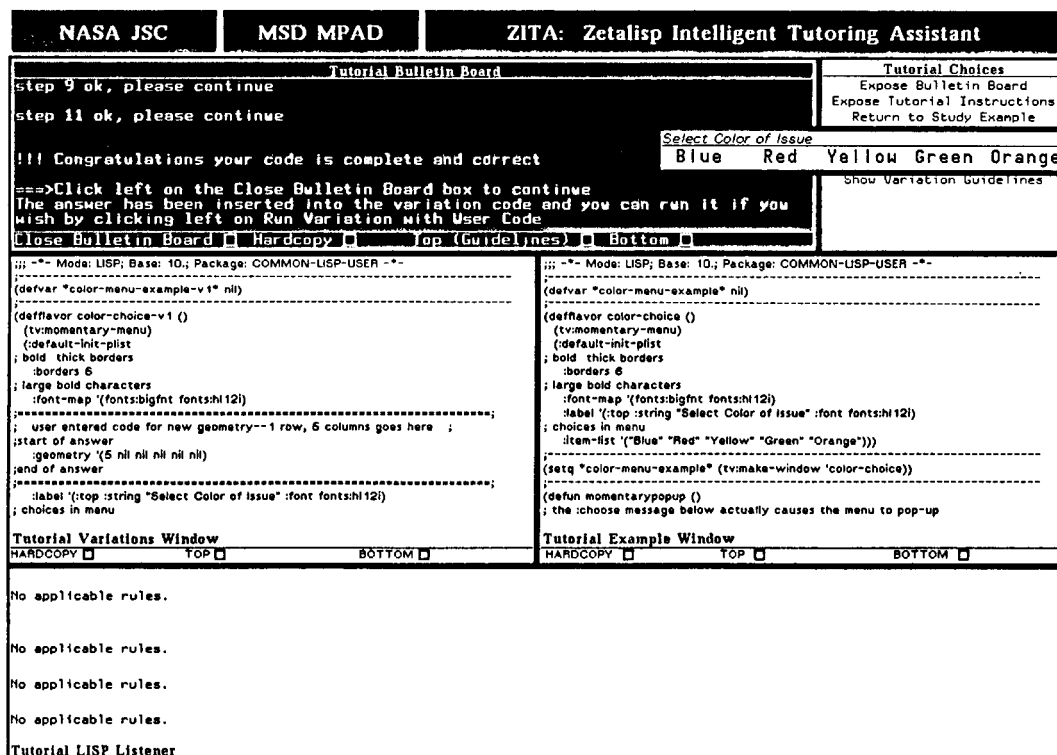 NASA JSC
MSD MPAD
ZITA: Zetalisp Intelligent Tutoring Assistant
Tutorial Bulletin Board
step 9 ok, please continue
step 11 ok, please continue
!!! Congratulations your code is complete and correct
===>Click left on the Close Bulletin Board box to continue
The answer has been inserted into the variation code and you can run it if you
wish by clicking left on Run Variation with User Code
Close Bulletin Board Hardcopy Top (Guidelines) Bottom
Tutorial Choices
Expose Bulletin Board
Expose Tutorial Instructions
Return to Study Example
Select Color of Issue
Blue Red Yellow Green Orange
Show Variation Guidelines
;;; -*- Mode: LISP; Base: 10.; Package: COMMON-LISP-USER -*-
;----------------------------------------------------------------------
(defvar *color-menu-example-v1* nil)
;----------------------------------------------------------------------
(defflavor color-choice-v1 ()
(tv:momentary-menu)
(:default-init-plist
; bold thick borders
:borders 6
; large bold characters
:font-map '(fonts:bigfnt fonts:hl12i)
;======================================================;
; user entered code for new geometry--1 row, 5 columns goes here ;
;start of answer
:geometry '(5 nil nil nil nil nil)
;end of answer
;======================================================;
:label '(:top :string "Select Color of Issue" :font fonts:hl12i)
; choices in menu
Tutorial Variations Window
HARDCOPY TOP BOTTOM
;;; -*- Mode: LISP; Base: 10.; Package: COMMON-LISP-USER -*-
;----------------------------------------------------------------------
(defvar *color-menu-example* nil)
;----------------------------------------------------------------------
(defflavor color-choice ()
(tv:momentary-menu)
(:default-init-plist
; bold thick borders
:borders 6
; large bold characters
:font-map '(fonts:bigfnt fonts:hl12i)
:label '(:top :string "Select Color of Issue" :font fonts:hl12i)
; choices in menu
:item-list '("Blue" "Red" "Yellow" "Green" "Orange")))
;----------------------------------------------------------------------
(setq *color-menu-example* (tv:make-window 'color-choice))
;----------------------------------------------------------------------
(defun momentarypopup ()
; the :choose message below actually causes the menu to pop-up
Tutorial Example Window
HARDCOPY TOP BOTTOM
No applicable rules.
No applicable rules.
No applicable rules.
No applicable rules.
Tutorial LISP Listener